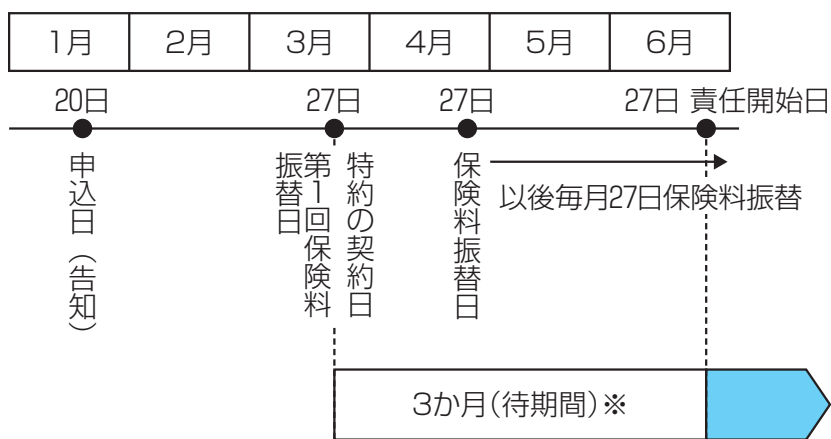 1月 2月 3月 4月 5月 6月
20日 27日 27日 27日 責任開始日
申込日（告知）
第1回保険料
振替日
特約の契約日
保険料振替日
以後毎月27日保険料振替
3か月（待期間）※